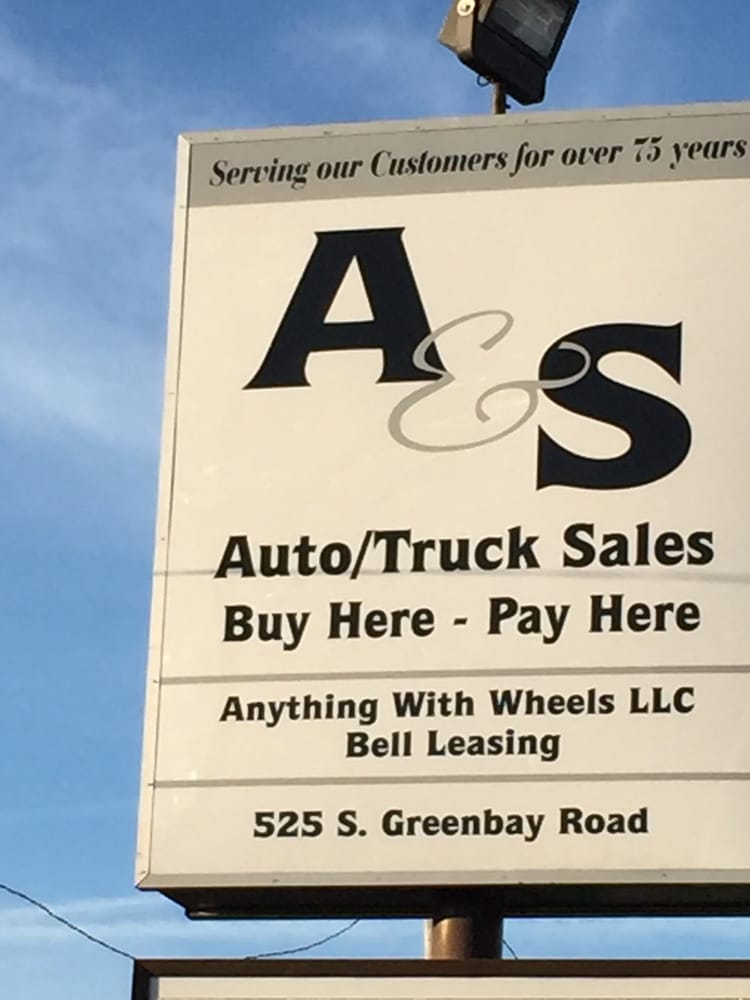 Serving our Customers for over 75 years
A & S
Auto/Truck Sales
Buy Here - Pay Here
Anything With Wheels LLC
Bell Leasing
525 S. Greenbay Road